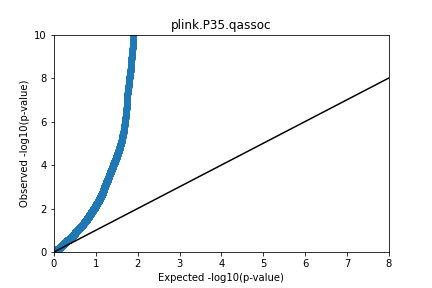 plink.P35.qassoc
Observed -log10(p-value)
10
8
6
4
2
0
0 1 2 3 4 5 6 7 8
Expected -log10(p-value)